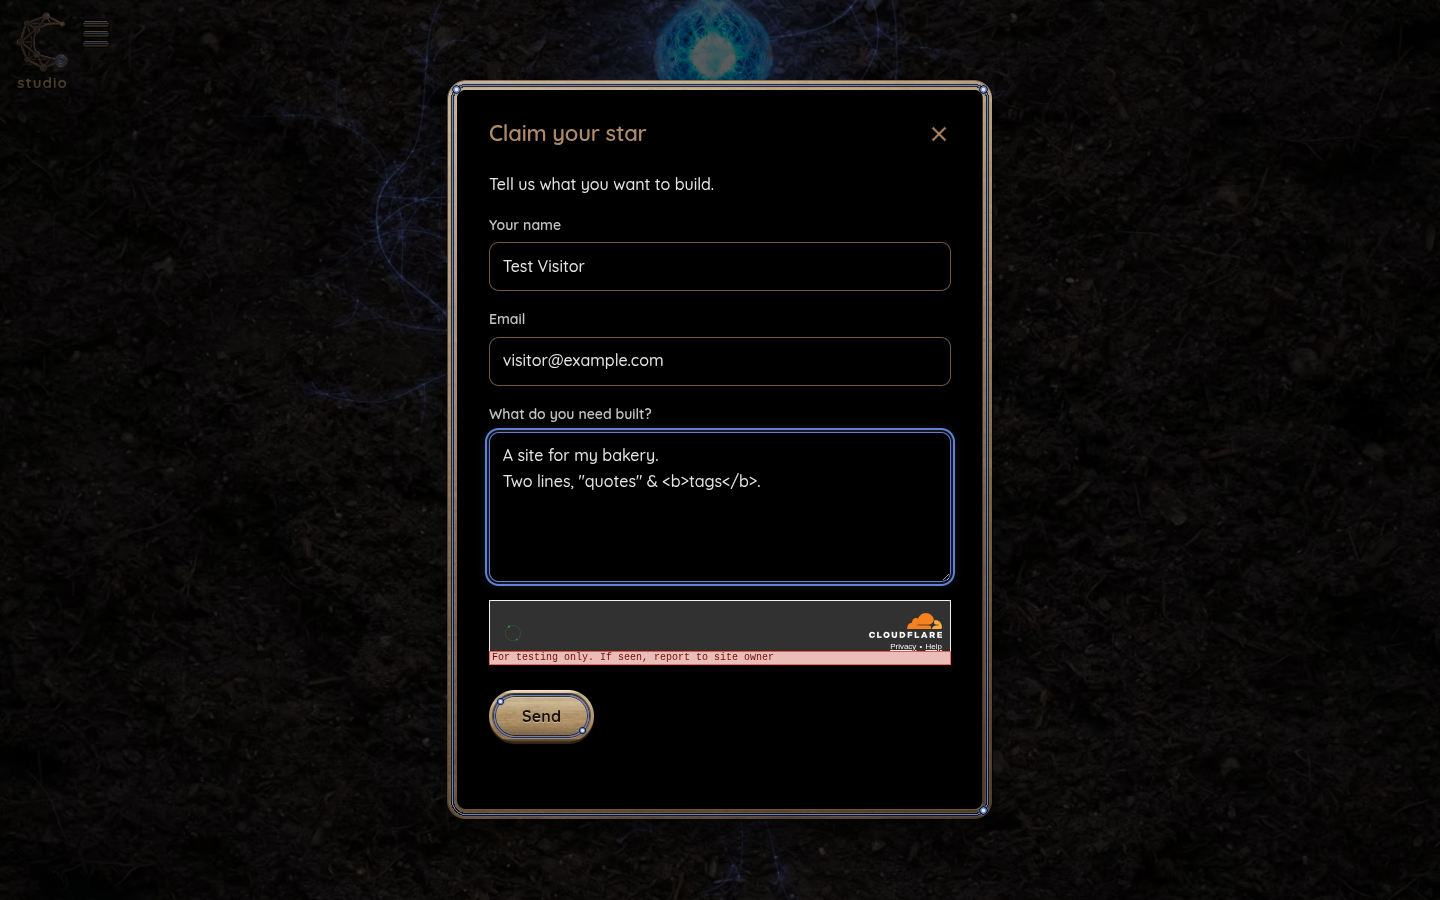 studio
Claim your star
Tell us what you want to build.
Your name
Test Visitor
Email
visitor@example.com
What do you need built?
A site for my bakery.
Two lines, "quotes" & <b>tags</b>.
CLOUDFLARE
Privacy • Help
For testing only. If seen, report to site owner
Send